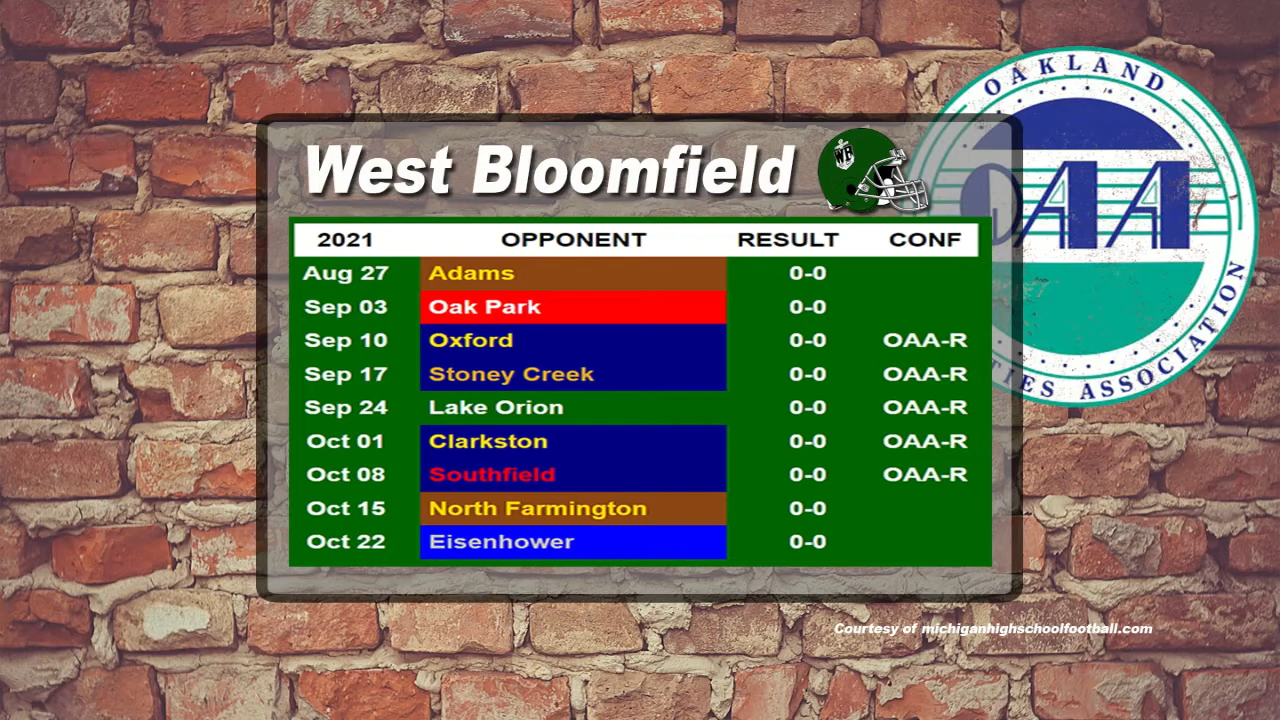 OAKLAND
West Bloomfield
WB
OAA
2021 OPPONENT RESULT CONF
Aug 27 Adams 0-0
Sep 03 Oak Park 0-0
Sep 10 Oxford 0-0 OAA-R
Sep 17 Stoney Creek 0-0 OAA-R
Sep 24 Lake Orion 0-0 OAA-R
Oct 01 Clarkston 0-0 OAA-R
Oct 08 Southfield 0-0 OAA-R
Oct 15 North Farmington 0-0
Oct 22 Eisenhower 0-0
TIES ASSOCIATION
Courtesy of michiganhighschoolfootball.com